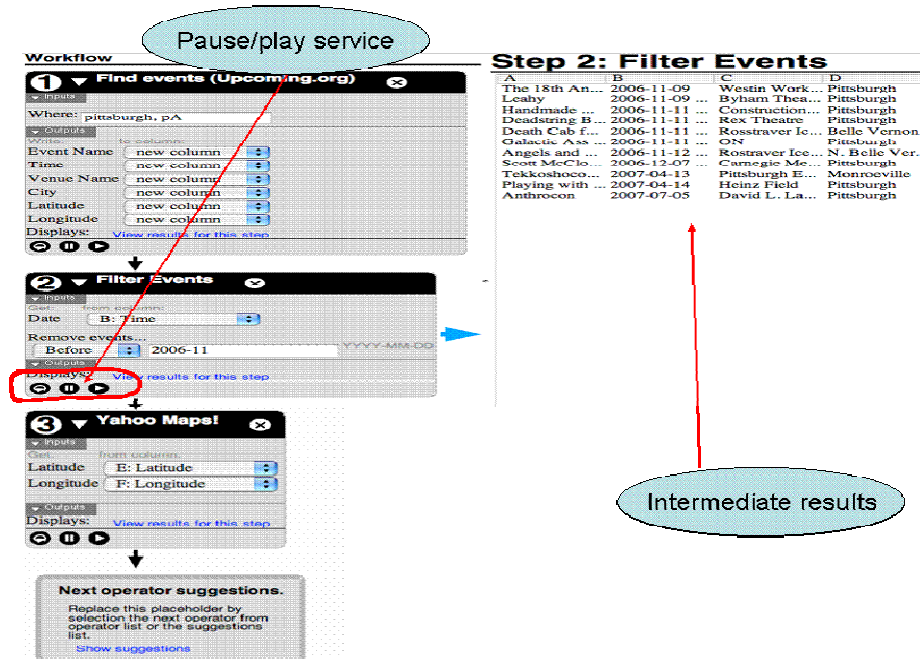 Pause/play service
Workflow
1 Find events (Upcoming.org)
Inputs
Where: pittsburgh, pA
Outputs
Write: to column:
Event Name new column
Time new column
Venue Name new column
City new column
Latitude new column
Longitude new column
Displays: View results for this step
2 Filter Events
Inputs
Get: from column:
Date B: Time
Remove events...
Before 2006-11 YYYY-MM-DD
Outputs
Displays: View results for this step
3 Yahoo Maps!
Inputs
Get: from column:
Latitude E: Latitude
Longitude F: Longitude
Outputs
Displays: View results for this step
Next operator suggestions.
Replace this placeholder by
selection the next operator from
operator list or the suggestions
list.
Show suggestions
Step 2: Filter Events
A B C D
The 18th An... 2006-11-09 Westin Work... Pittsburgh
Leahy 2006-11-09 ... Byham Thea... Pittsburgh
Handmade ... 2006-11-11 ... Construction... Pittsburgh
Deadstring B... 2006-11-11 ... Rex Theatre Pittsburgh
Death Cab f... 2006-11-11 ... Rosstraver Ic... Belle Vernon
Galactic Ass ... 2006-11-11 ... ON Pittsburgh
Angels and ... 2006-11-12 ... Rostraver Ice... N. Belle Ver.
Scott McClo... 2006-12-07 ... Carnegie Me... Pittsburgh
Tekkoshoco... 2007-04-13 Pittsburgh E... Monroeville
Playing with ... 2007-04-14 Heinz Field Pittsburgh
Anthrocon 2007-07-05 David L. La... Pittsburgh
Intermediate results